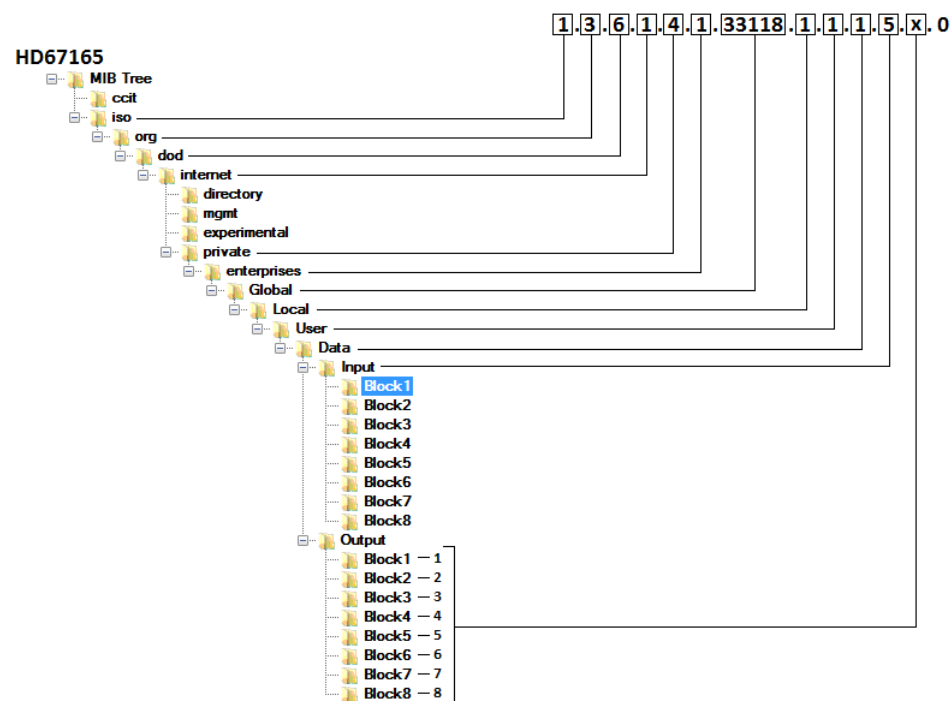 1.3.6.1.4.1.33118.1.1.1.5.x.0
HD67165
MIB Tree
ccit
iso
org
dod
internet
directory
mgmt
experimental
private
enterprises
Global
Local
User
Data
Input
Block1
Block2
Block3
Block4
Block5
Block6
Block7
Block8
Output
Block1 — 1
Block2 — 2
Block3 — 3
Block4 — 4
Block5 — 5
Block6 — 6
Block7 — 7
Block8 — 8